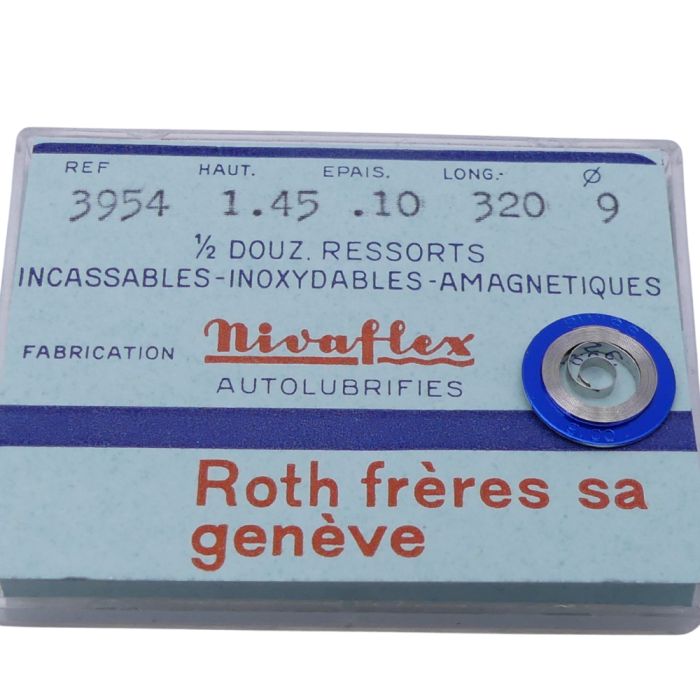 REF HAUT. EPAIS. LONG.- Ø
3954 1.45 .10 320 9
½ DOUZ. RESSORTS
INCASSABLES-INOXYDABLES-AMAGNETIQUES
FABRICATION Nivaflex
AUTOLUBRIFIES
Roth frères sa
genève